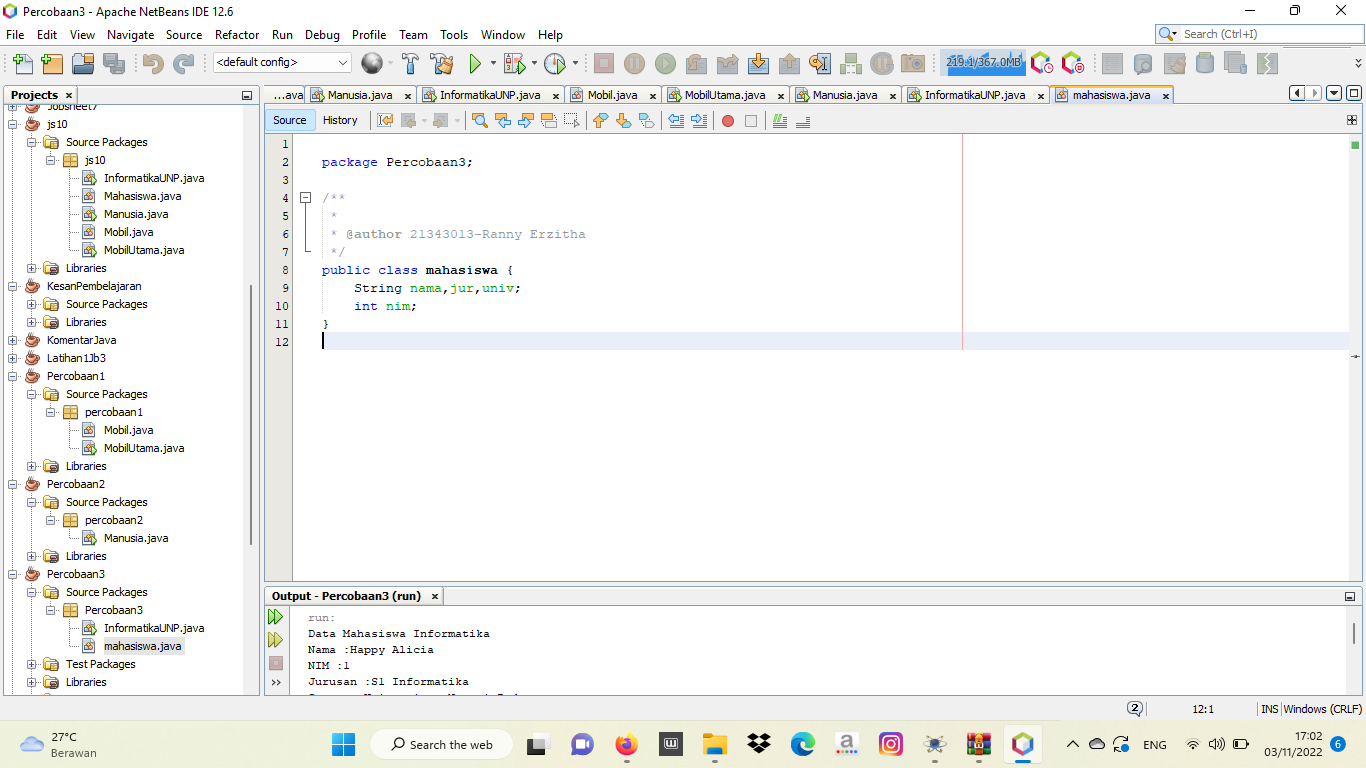 Percobaan3 - Apache NetBeans IDE 12.6
File Edit View Navigate Source Refactor Run Debug Profile Team Tools Window Help
Search (Ctrl+I)
<default config>
219.1/367.0MB
Projects
...ava Manusia.java InformatikaUNP.java Mobil.java MobilUtama.java Manusia.java InformatikaUNP.java mahasiswa.java
Source History
Jobsheet7
js10
Source Packages
js10
InformatikaUNP.java
Mahasiswa.java
Manusia.java
Mobil.java
MobilUtama.java
Libraries
KesanPembelajaran
Source Packages
Libraries
KomentarJava
Latihan1Jb3
Percobaan1
Source Packages
percobaan1
Mobil.java
MobilUtama.java
Libraries
Percobaan2
Source Packages
percobaan2
Manusia.java
Libraries
Percobaan3
Source Packages
Percobaan3
InformatikaUNP.java
mahasiswa.java
Test Packages
Libraries
1
2 package Percobaan3;
3
4 /**
5 *
6 * @author 21343013-Ranny Erzitha
7 */
8 public class mahasiswa {
9 String nama,jur,univ;
10 int nim;
11 }
12
Output - Percobaan3 (run)
run:
Data Mahasiswa Informatika
Nama :Happy Alicia
NIM :1
Jurusan :S1 Informatika
2 12:1 INS Windows (CRLF)
27°C
Berawan
Search the web
ENG
17:02
03/11/2022
6